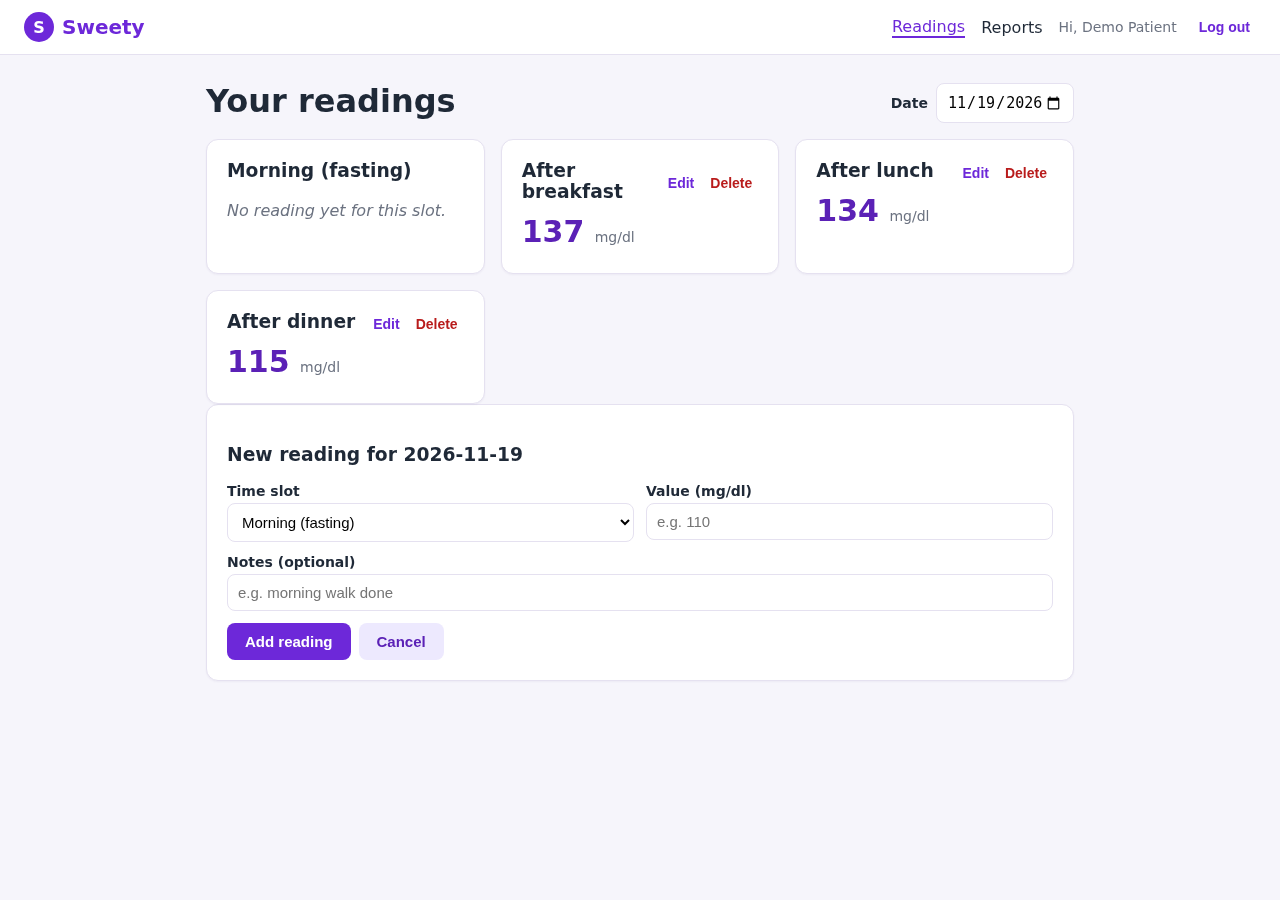 S Sweety
Readings Reports Hi, Demo Patient Log out
Your readings
Date 11/19/2026
Morning (fasting)
No reading yet for this slot.
After
breakfast
Edit Delete
137 mg/dl
After lunch Edit Delete
134 mg/dl
After dinner Edit Delete
115 mg/dl
New reading for 2026-11-19
Time slot
Morning (fasting)
Value (mg/dl)
e.g. 110
Notes (optional)
e.g. morning walk done
Add reading Cancel